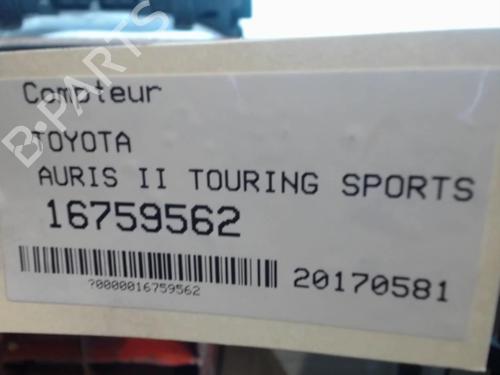 Compteur
TOYOTA
AURIS II TOURING SPORTS
16759562
20170581
?0000016759562
B-PARTS